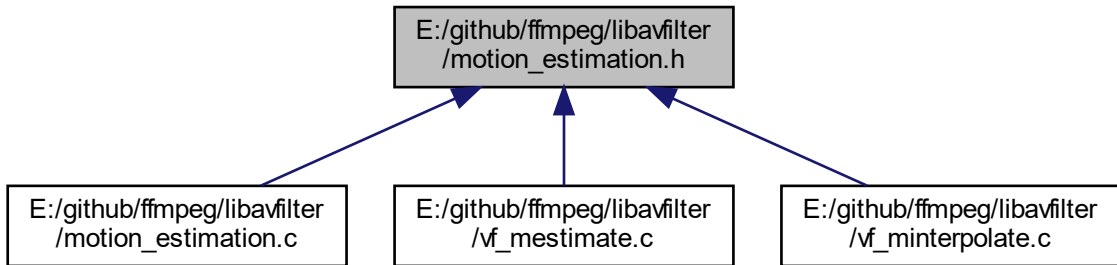 E:/github/ffmpeg/libavfilter
/motion_estimation.h
E:/github/ffmpeg/libavfilter
/motion_estimation.c
E:/github/ffmpeg/libavfilter
/vf_mestimate.c
E:/github/ffmpeg/libavfilter
/vf_minterpolate.c